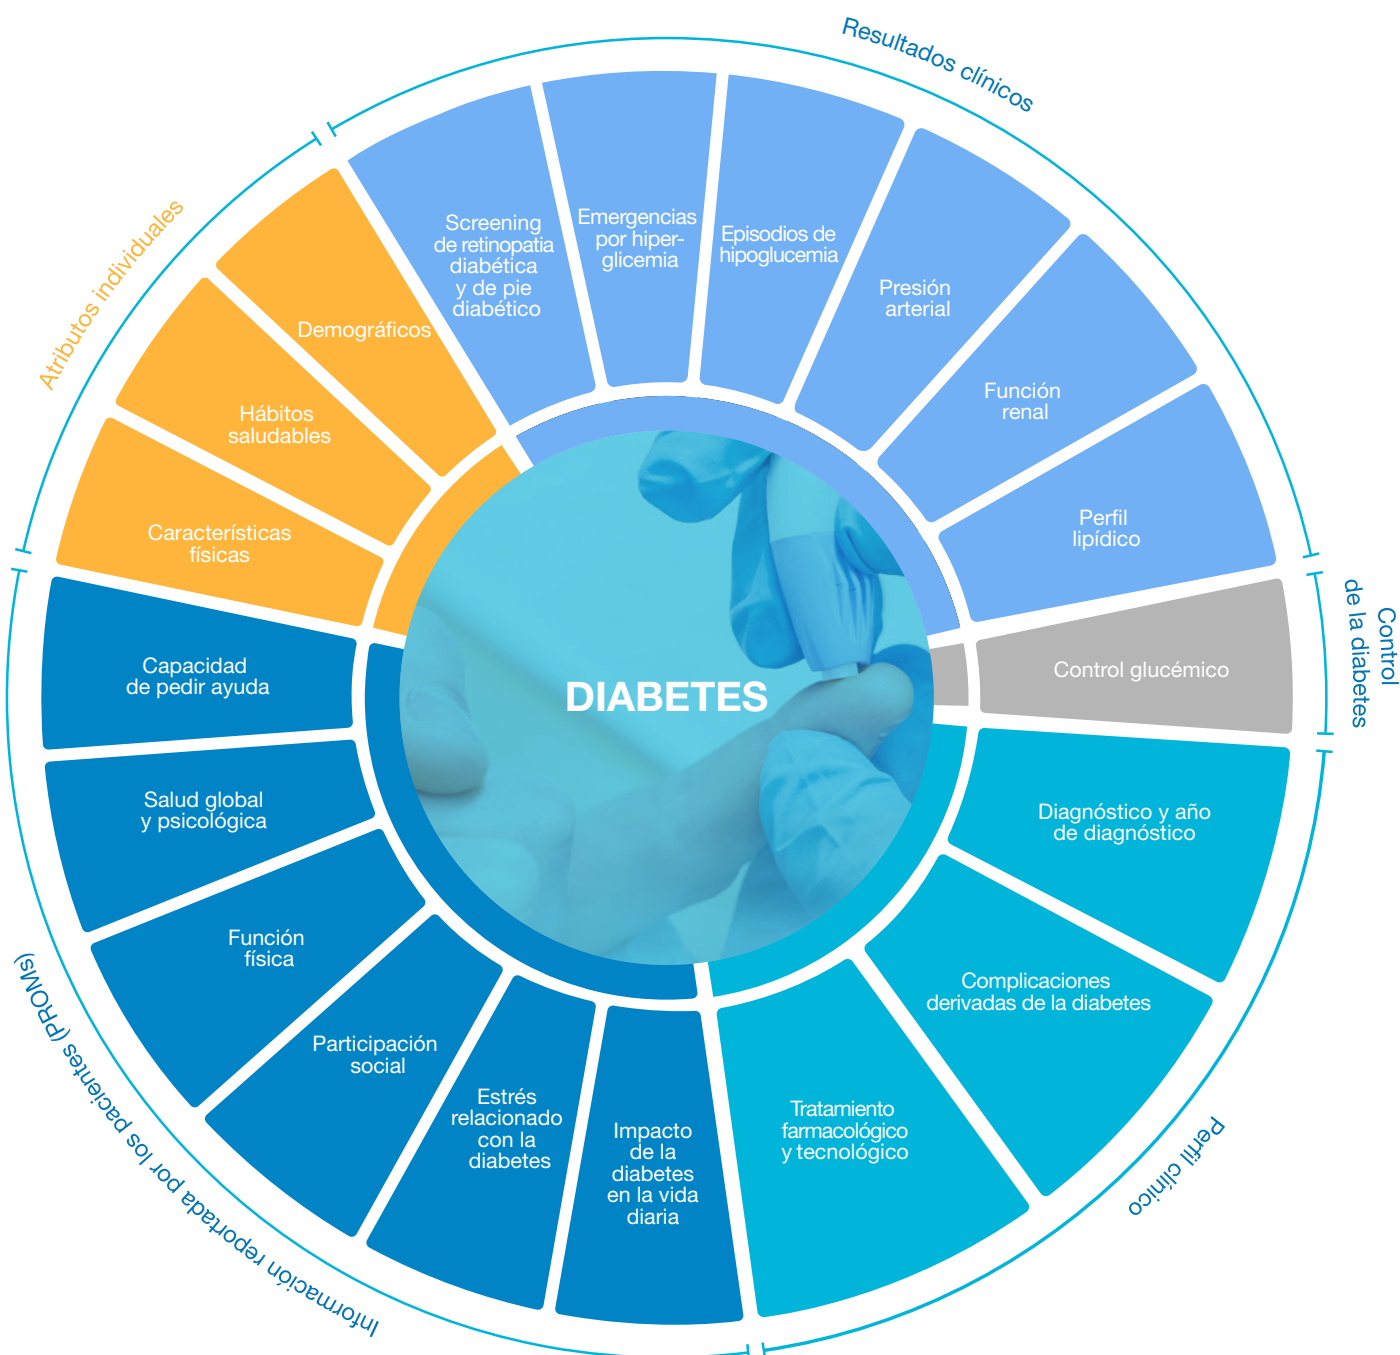 Resultados clínicos
Screening
de retinopatia
diabética
y de pie
diabético
Emergencias
por hiper-
glicemia
Episodios de
hipoglucemia
Presión
arterial
Función
renal
Perfil
lipídico
Control
de la diabetes
Control glucémico
Perfil clínico
Diagnóstico y año
de diagnóstico
Complicaciones
derivadas de la diabetes
Tratamiento
farmacológico
y tecnológico
Información reportada por los pacientes (PROMs)
Impacto
de la
diabetes
en la vida
diaria
Estrés
relacionado
con la
diabetes
Participación
social
Función
física
Salud global
y psicológica
Capacidad
de pedir ayuda
Atributos individuales
Características
físicas
Hábitos
saludables
Demográficos
DIABETES